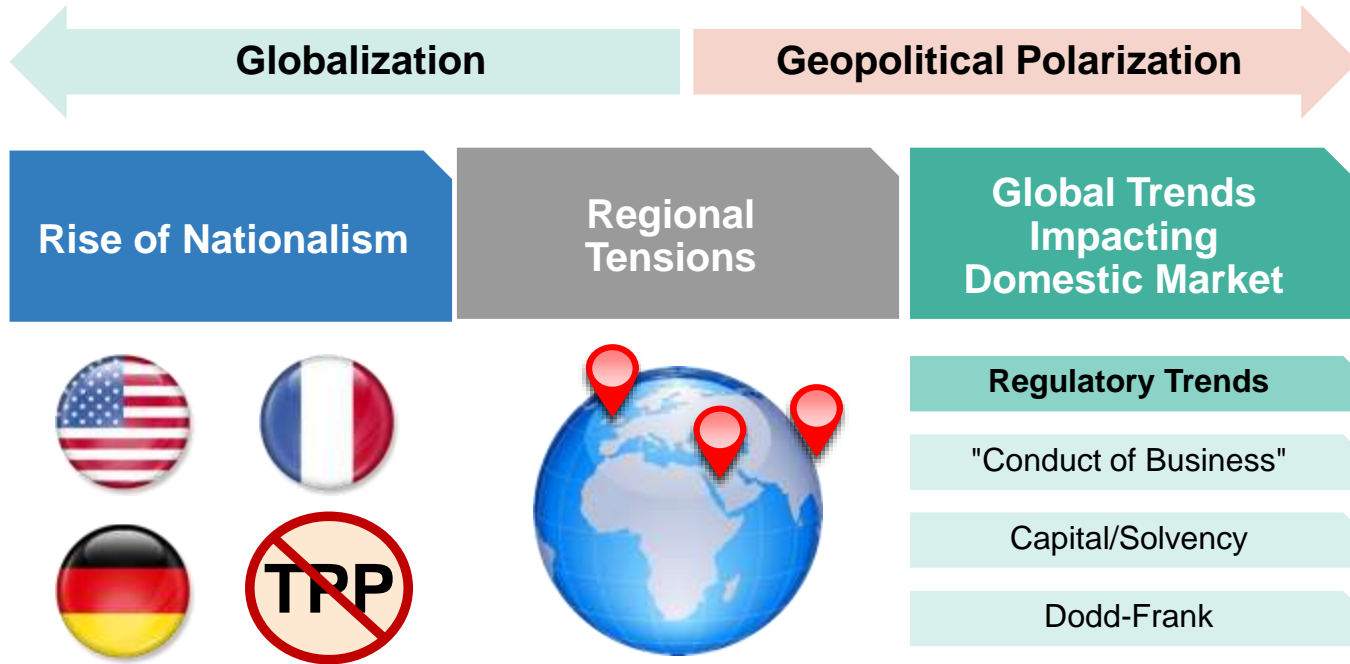 Globalization
Geopolitical Polarization
Rise of Nationalism
Regional
Tensions
Global Trends
Impacting
Domestic Market
TPP
Regulatory Trends
"Conduct of Business"
Capital/Solvency
Dodd-Frank